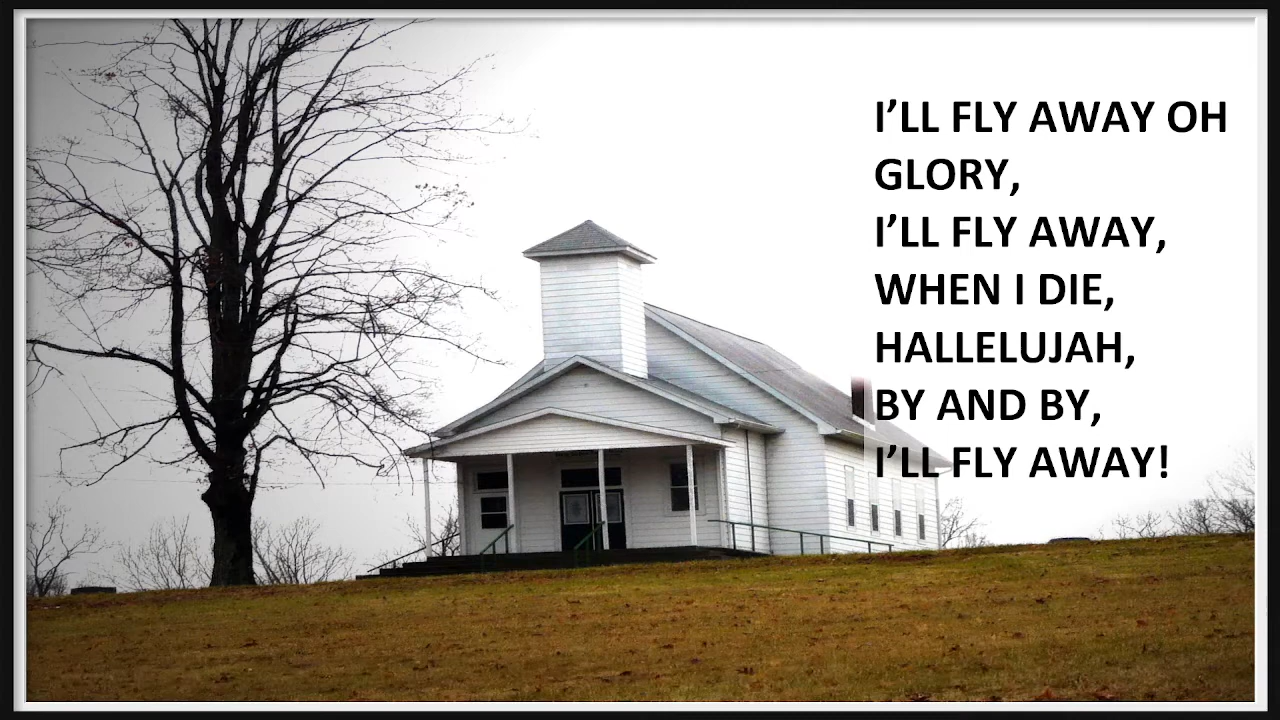 I’LL FLY AWAY OH
GLORY,
I’LL FLY AWAY,
WHEN I DIE,
HALLELUJAH,
BY AND BY,
I’LL FLY AWAY!